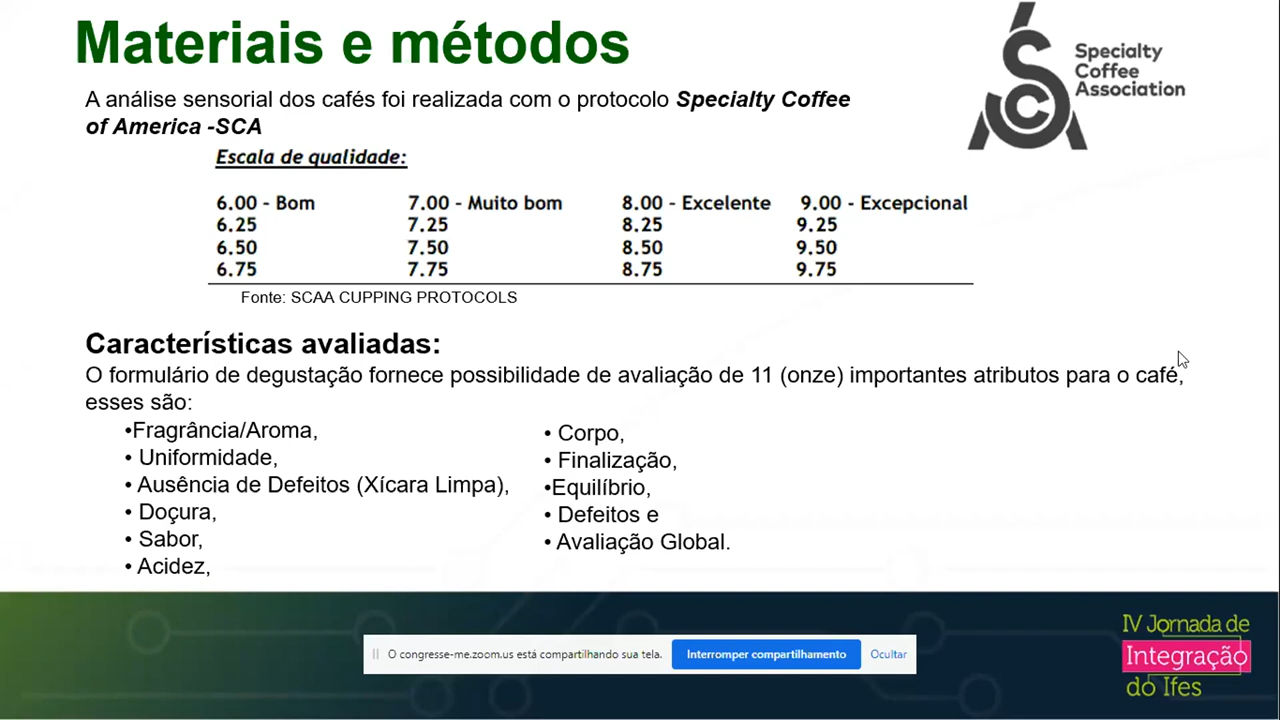 Materiais e métodos
Specialty
Coffee
Association
A análise sensorial dos cafés foi realizada com o protocolo Specialty Coffee
of America -SCA
Escala de qualidade:
6.00 - Bom 7.00 - Muito bom 8.00 - Excelente 9.00 - Excepcional
6.25 7.25 8.25 9.25
6.50 7.50 8.50 9.50
6.75 7.75 8.75 9.75
Fonte: SCAA CUPPING PROTOCOLS
Características avaliadas:
O formulário de degustação fornece possibilidade de avaliação de 11 (onze) importantes atributos para o café,
esses são:
•Fragrância/Aroma,
• Uniformidade,
• Ausência de Defeitos (Xícara Limpa),
• Doçura,
• Sabor,
• Acidez,
• Corpo,
• Finalização,
•Equilíbrio,
• Defeitos e
• Avaliação Global.
O congresse-me.zoom.us está compartilhando sua tela. Interromper compartilhamento Ocultar
IV Jornada de
Integração
do Ifes